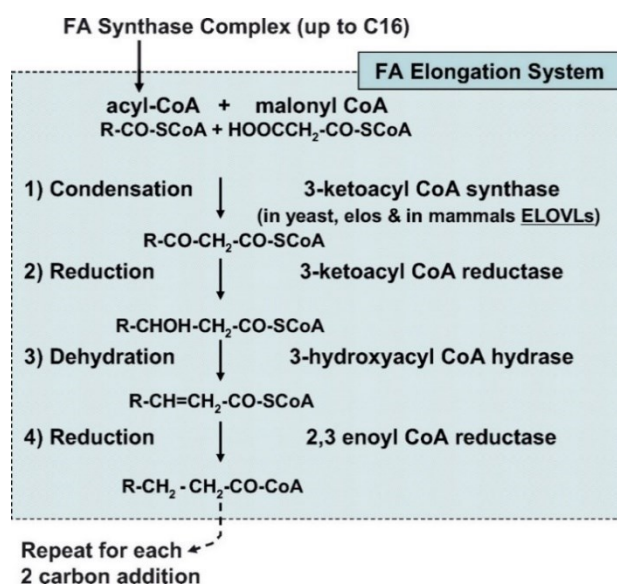 FA Synthase Complex (up to C16)
FA Elongation System
acyl-CoA + malonyl CoA
R-CO-SCoA + HOOCCH₂-CO-SCoA
1) Condensation 3-ketoacyl CoA synthase
(in yeast, elos & in mammals ELOVLs)
R-CO-CH₂-CO-SCoA
2) Reduction 3-ketoacyl CoA reductase
R-CHOH-CH₂-CO-SCoA
3) Dehydration 3-hydroxyacyl CoA hydrase
R-CH=CH₂-CO-SCoA
4) Reduction 2,3 enoyl CoA reductase
R-CH₂ - CH₂-CO-CoA
Repeat for each
2 carbon addition